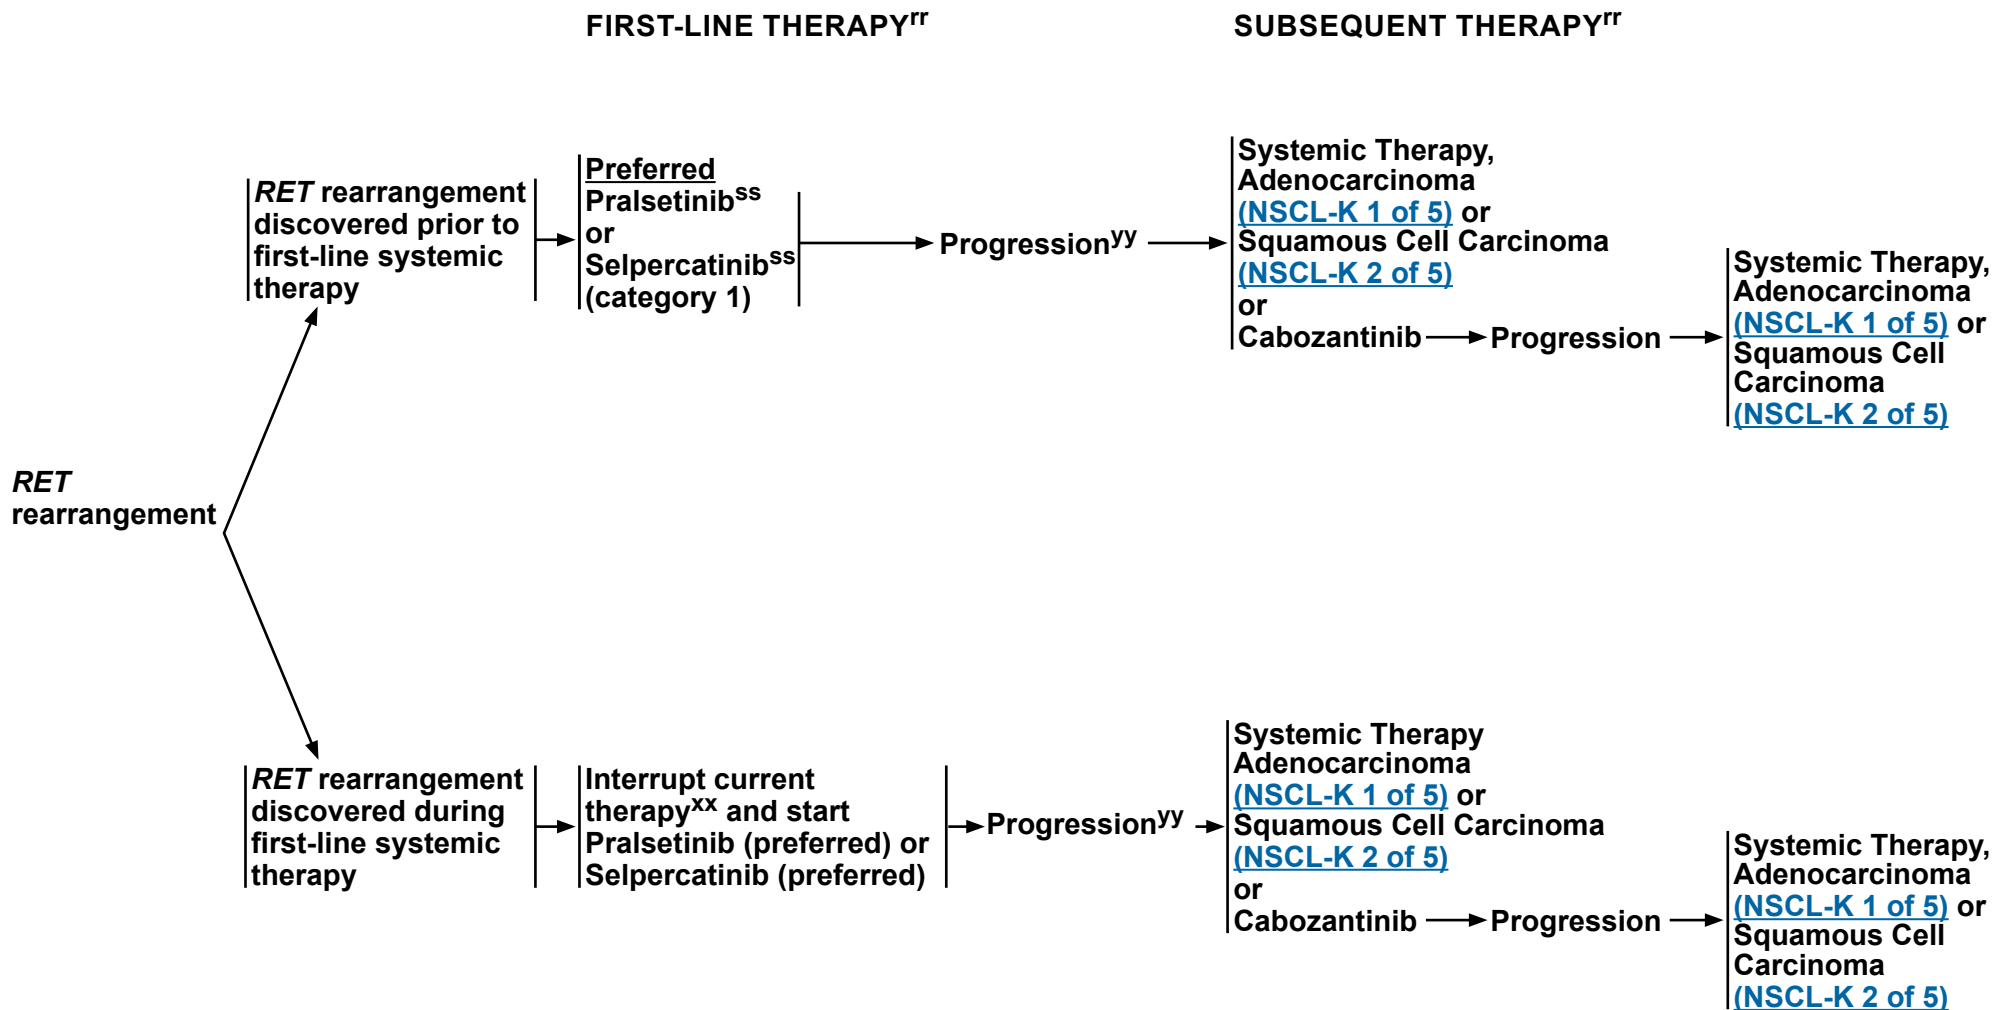 FIRST-LINE THERAPYrr
SUBSEQUENT THERAPYrr
RET
rearrangement
RET rearrangement
discovered prior to
first-line systemic
therapy
Preferred
Pralsetinibss
or
Selpercatinibss
(category 1)
Progressionyy
Systemic Therapy,
Adenocarcinoma
(NSCL-K 1 of 5) or
Squamous Cell Carcinoma
(NSCL-K 2 of 5)
or
Cabozantinib
Progression
Systemic Therapy,
Adenocarcinoma
(NSCL-K 1 of 5) or
Squamous Cell
Carcinoma
(NSCL-K 2 of 5)
RET rearrangement
discovered during
first-line systemic
therapy
Interrupt current
therapyxx and start
Pralsetinib (preferred) or
Selpercatinib (preferred)
Progressionyy
Systemic Therapy
Adenocarcinoma
(NSCL-K 1 of 5) or
Squamous Cell Carcinoma
(NSCL-K 2 of 5)
or
Cabozantinib
Progression
Systemic Therapy,
Adenocarcinoma
(NSCL-K 1 of 5) or
Squamous Cell
Carcinoma
(NSCL-K 2 of 5)